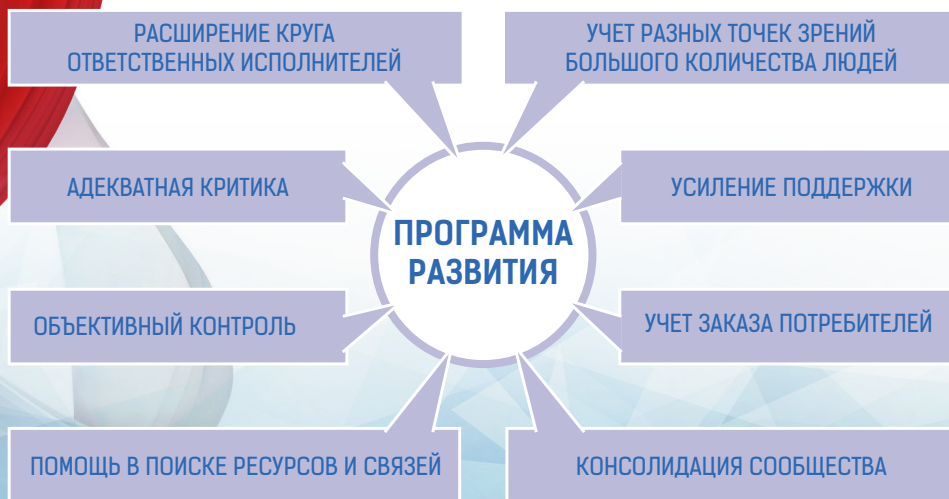 РАСШИРЕНИЕ КРУГА
ОТВЕТСТВЕННЫХ ИСПОЛНИТЕЛЕЙ
УЧЕТ РАЗНЫХ ТОЧЕК ЗРЕНИЙ
БОЛЬШОГО КОЛИЧЕСТВА ЛЮДЕЙ
АДЕКВАТНАЯ КРИТИКА
УСИЛЕНИЕ ПОДДЕРЖКИ
ПРОГРАММА
РАЗВИТИЯ
ОБЪЕКТИВНЫЙ КОНТРОЛЬ
УЧЕТ ЗАКАЗА ПОТРЕБИТЕЛЕЙ
ПОМОЩЬ В ПОИСКЕ РЕСУРСОВ И СВЯЗЕЙ
КОНСОЛИДАЦИЯ СООБЩЕСТВА